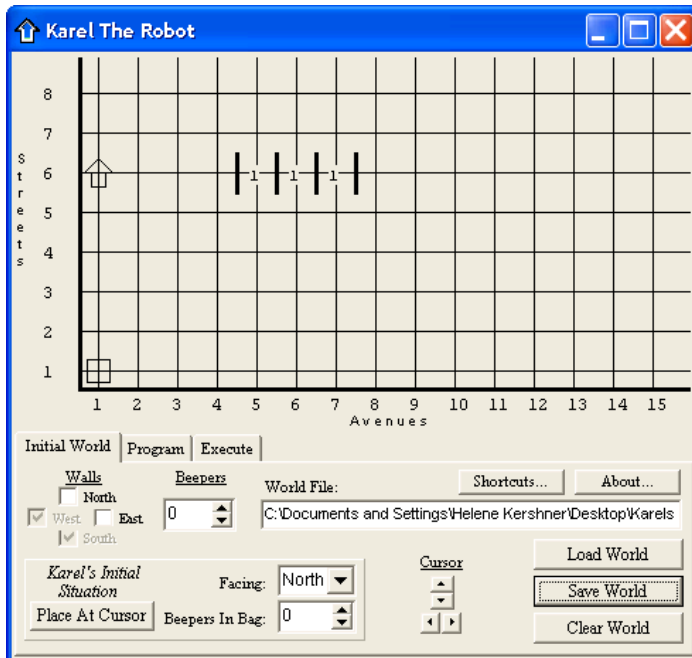 Karel The Robot
8
7
6
5
4
3
2
1
Streets
1 1 1
1 2 3 4 5 6 7 8 9 10 11 12 13 14 15
Avenues
Initial World Program Execute
Walls
North
West East
South
Beepers
0
World File:
Shortcuts... About...
C:\Documents and Settings\Helene Kershner\Desktop\Karels
Karel's Initial
Situation
Place At Cursor
Facing: North
Beepers In Bag: 0
Cursor
Load World
Save World
Clear World